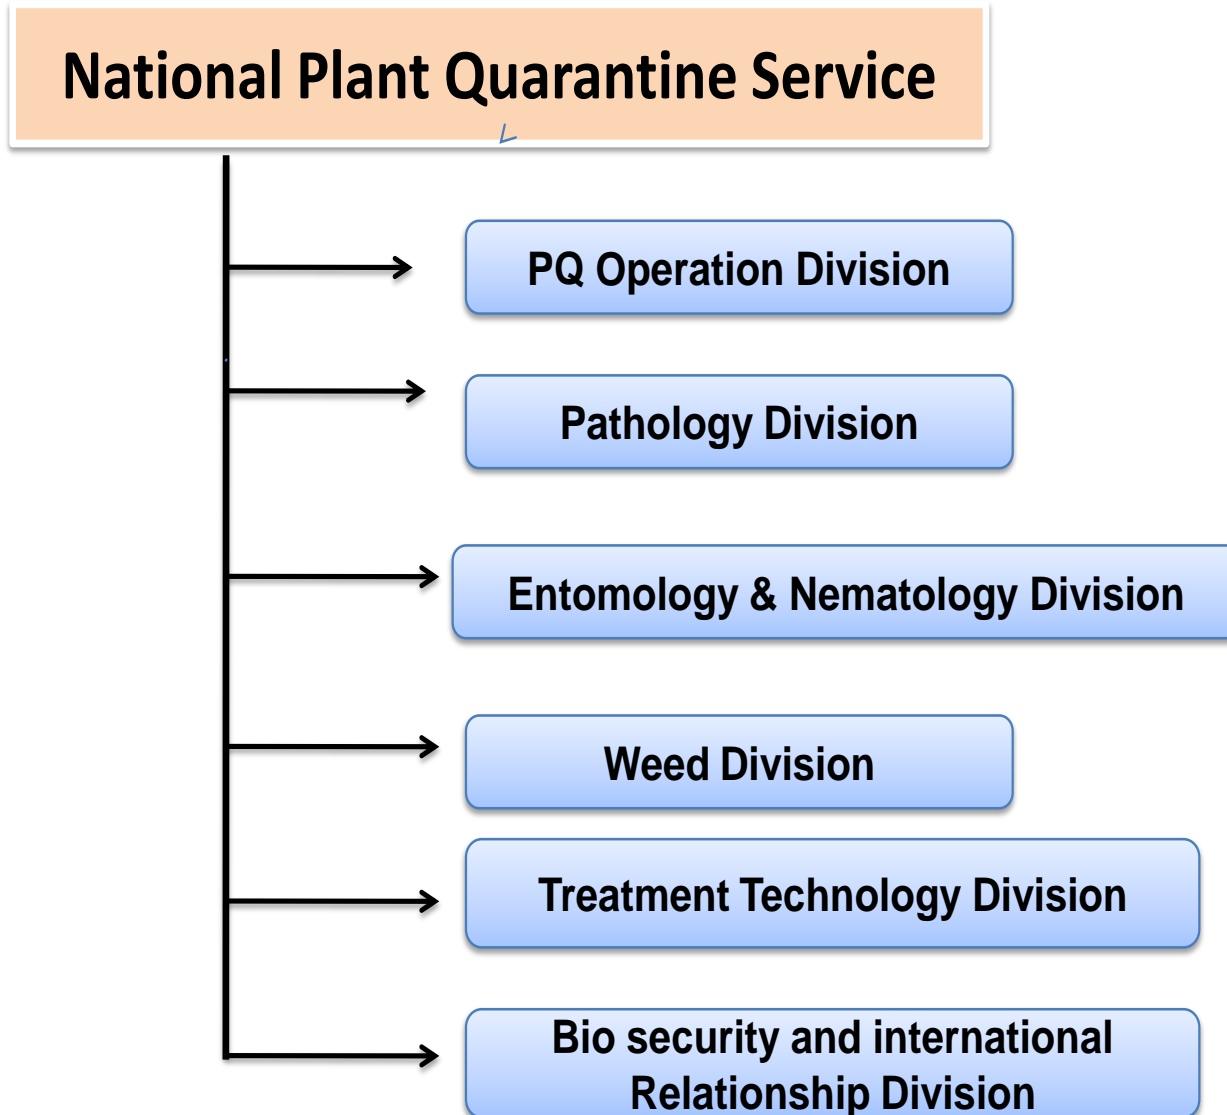 National Plant Quarantine Service
PQ Operation Division
Pathology Division
Entomology & Nematology Division
Weed Division
Treatment Technology Division
Bio security and international
Relationship Division